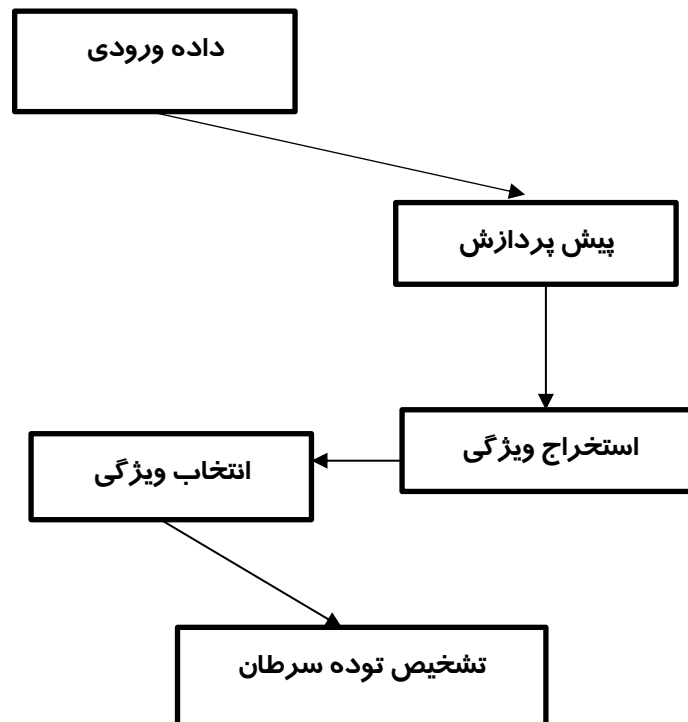 داده ورودی
پیش پردازش
استخراج ویژگی
انتخاب ویژگی
تشخیص توده سرطان